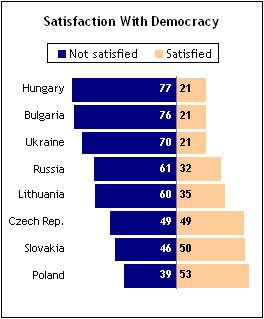 Satisfaction With Democracy
Not satisfied Satisfied
Hungary 77 21
Bulgaria 76 21
Ukraine 70 21
Russia 61 32
Lithuania 60 35
Czech Rep. 49 49
Slovakia 46 50
Poland 39 53